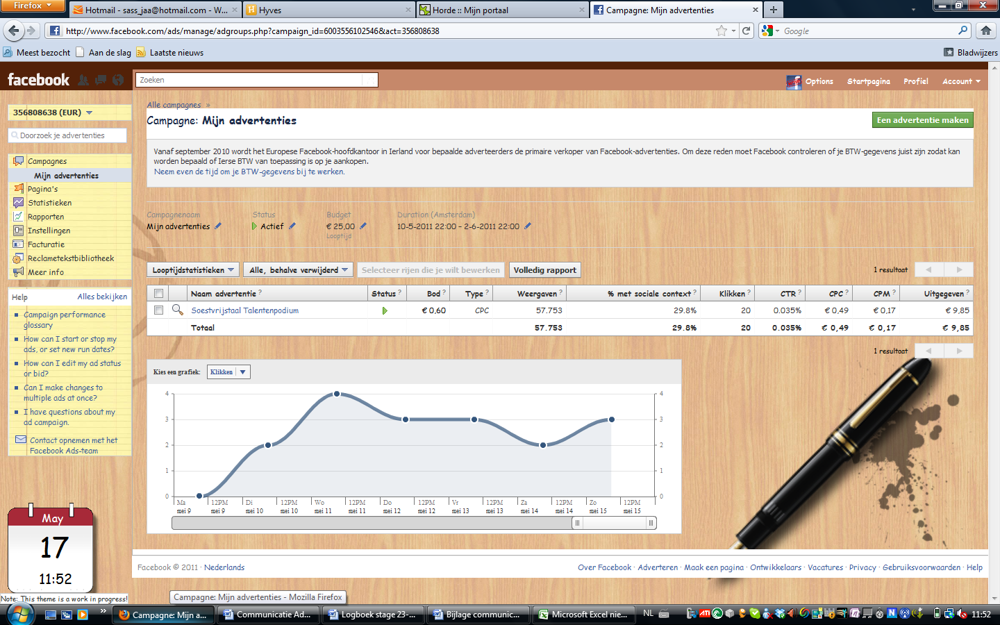 Firefox
Hotmail - sass_jaa@hotmail.com - W...
Hyves
Horde :: Mijn portaal
Campagne: Mijn advertenties
http://www.facebook.com/ads/manage/adgroups.php?campaign_id=6003556102546&act=356808638
Google
Meest bezocht
Aan de slag
Laatste nieuws
Bladwijzers
facebook
Zoeken
Options
Startpagina
Profiel
Account
356808638 (EUR)
Doorzoek je advertenties
Campagnes
Mijn advertenties
Pagina's
Statistieken
Rapporten
Instellingen
Facturatie
Reclametekstbibliotheek
Meer info
Help
Alles bekijken
Campaign performance
glossary
How can I start or stop my
ads, or set new run dates?
How can I edit my ad status
or bid?
Can I make changes to
multiple ads at once?
I have questions about my
ad campaign.
Contact opnemen met het
Facebook Ads-team
May
17
11:52
Note: This theme is a work in progress!
Alle campagnes »
Campagne: Mijn advertenties
Een advertentie maken
Vanaf september 2010 wordt het Europese Facebook-hoofdkantoor in Ierland voor bepaalde adverteerders de primaire verkoper van Facebook-advertenties. Om deze reden moet Facebook controleren of je BTW-gegevens juist zijn zodat kan
worden bepaald of Ierse BTW van toepassing is op je aankopen.
Neem even de tijd om je BTW-gegevens bij te werken.
Campagnenaam
Status
Budget
Duration (Amsterdam)
Mijn advertenties
Actief
€ 25,00
10-5-2011 22:00 - 2-6-2011 22:00
Looptijd
Looptijdstatistieken
Alle, behalve verwijderd
Selecteer rijen die je wilt bewerken
Volledig rapport
1 resultaat
Naam advertentie ? Status ? Bod ? Type ? Weergaven ? % met sociale context ? Klikken ? CTR ? CPC ? CPM ? Uitgegeven ?
Soestvrijstaal Talentenpodium € 0,60 CPC 57.753 29.8% 20 0.035% € 0,49 € 0,17 € 9,85
Totaal 57.753 29.8% 20 0.035% € 0,49 € 0,17 € 9,85
1 resultaat
Kies een grafiek:
Klikken
4 4
3 3
2 2
1 1
0 0
Ma 12PM Di 12PM Wo 12PM Do 12PM Vr 12PM Za 12PM Zo 12PM
mei 9 mei 9 mei 10 mei 10 mei 11 mei 11 mei 12 mei 12 mei 13 mei 13 mei 14 mei 14 mei 15 mei 15
Facebook © 2011 · Nederlands
Over Facebook · Adverteren · Maak een pagina · Ontwikkelaars · Vacatures · Privacy · Gebruiksvoorwaarden · Help
Campagne: Mijn advertenties - Mozilla Firefox
Campagne: Mijn a...
Communicatie Ad...
Logboek stage 23-...
Bijlage communic...
Microsoft Excel nie...
NL
ATI
11:52